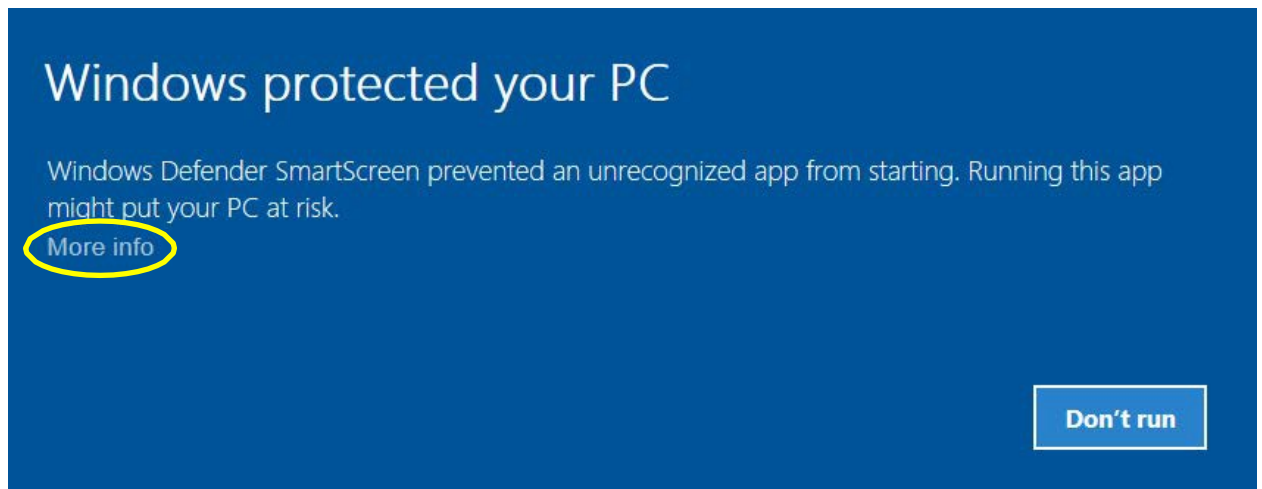 Windows protected your PC
Windows Defender SmartScreen prevented an unrecognized app from starting. Running this app
might put your PC at risk.
More info
Don't run